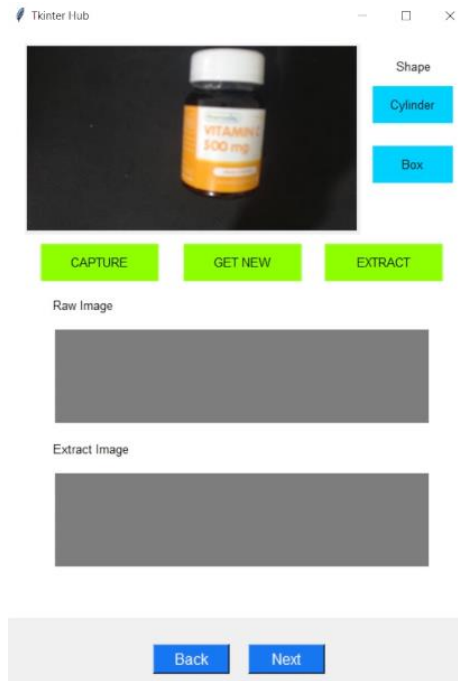 Tkinter Hub
Shape
VITAMIN C
500 mg
Cylinder
Box
CAPTURE
GET NEW
EXTRACT
Raw Image
Extract Image
Back
Next